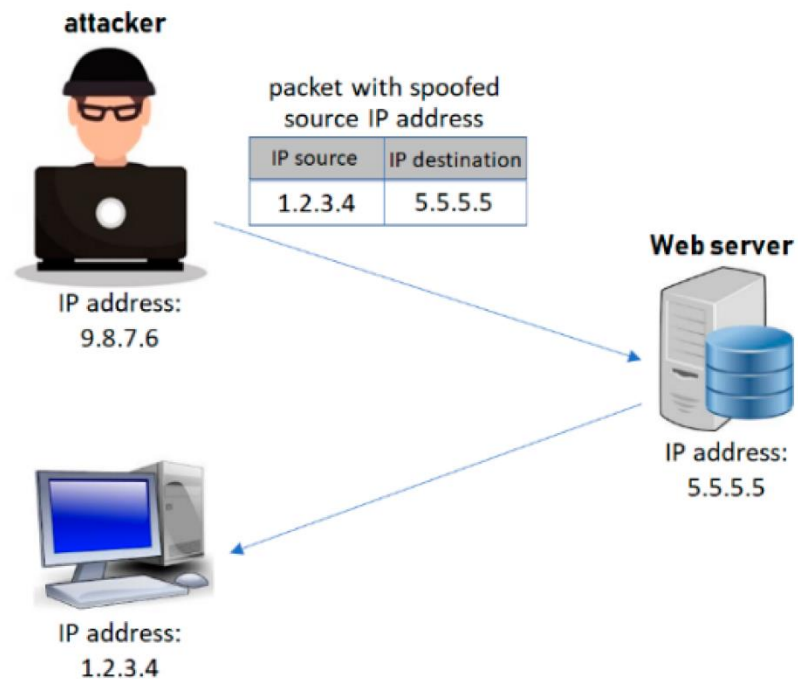 attacker
packet with spoofed
source IP address
IP source IP destination
1.2.3.4 5.5.5.5
IP address:
9.8.7.6
Web server
IP address:
5.5.5.5
IP address:
1.2.3.4